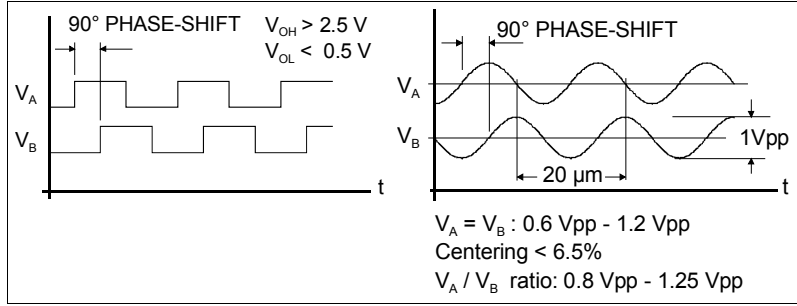 90° PHASE-SHIFT
V_OH > 2.5 V
V_OL < 0.5 V
V_A
V_B
t
90° PHASE-SHIFT
V_A
V_B
1Vpp
20 µm
t
V_A = V_B : 0.6 Vpp - 1.2 Vpp
Centering < 6.5%
V_A / V_B ratio: 0.8 Vpp - 1.25 Vpp